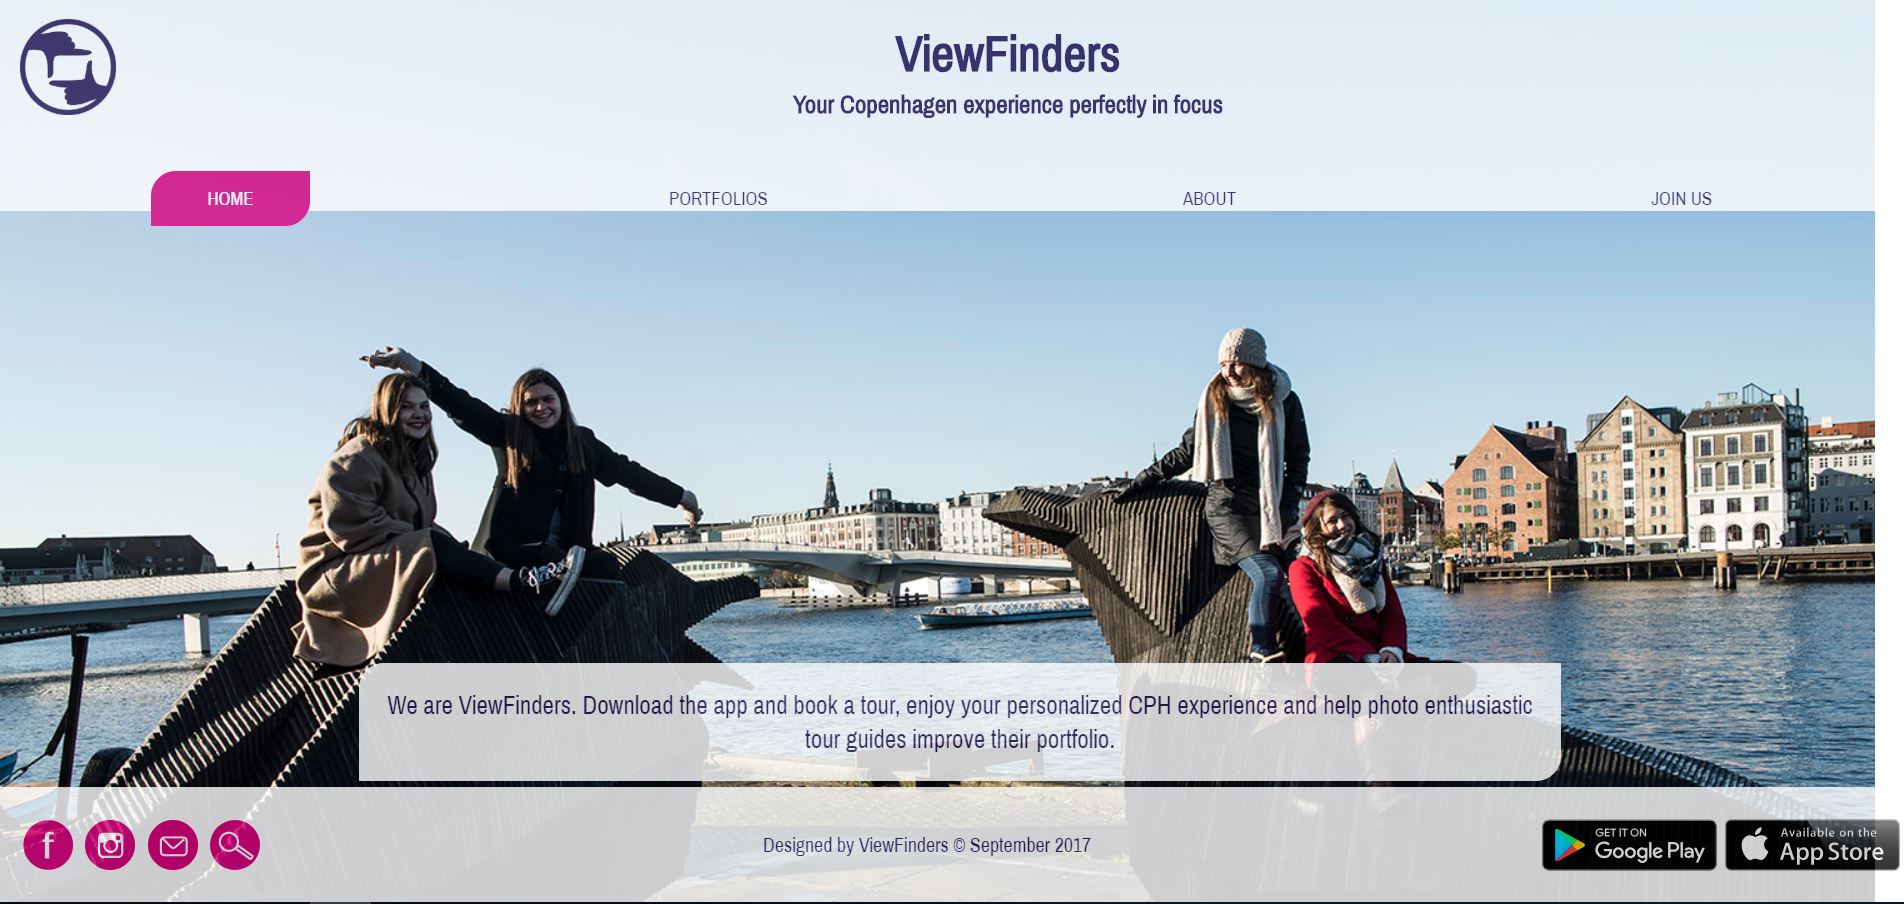 ViewFinders
Your Copenhagen experience perfectly in focus
HOME
PORTFOLIOS
ABOUT
JOIN US
We are ViewFinders. Download the app and book a tour, enjoy your personalized CPH experience and help photo enthusiastic
tour guides improve their portfolio.
f
Designed by ViewFinders © September 2017
GET IT ON
Google Play
Available on the
App Store